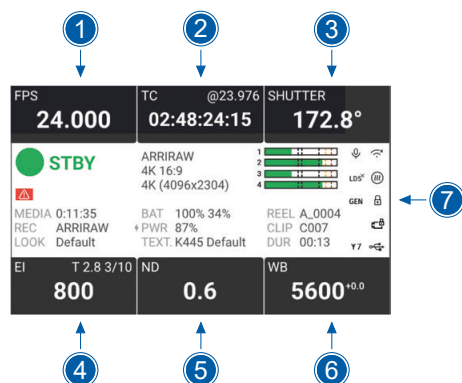 1 2 3
FPS TC @23.976 SHUTTER
24.000 02:48:24:15 172.8°
STBY
ARRIRAW
4K 16:9
4K (4096x2304)
1
2
3
4
LDS
GEN
7
MEDIA 0:11:35 BAT 100% 34% REEL A_0004
REC ARRIRAW PWR 87% CLIP C007
LOOK Default TEXT. K445 Default DUR 00:13
EI T 2.8 3/10 ND WB
800 0.6 5600+0.0
4 5 6